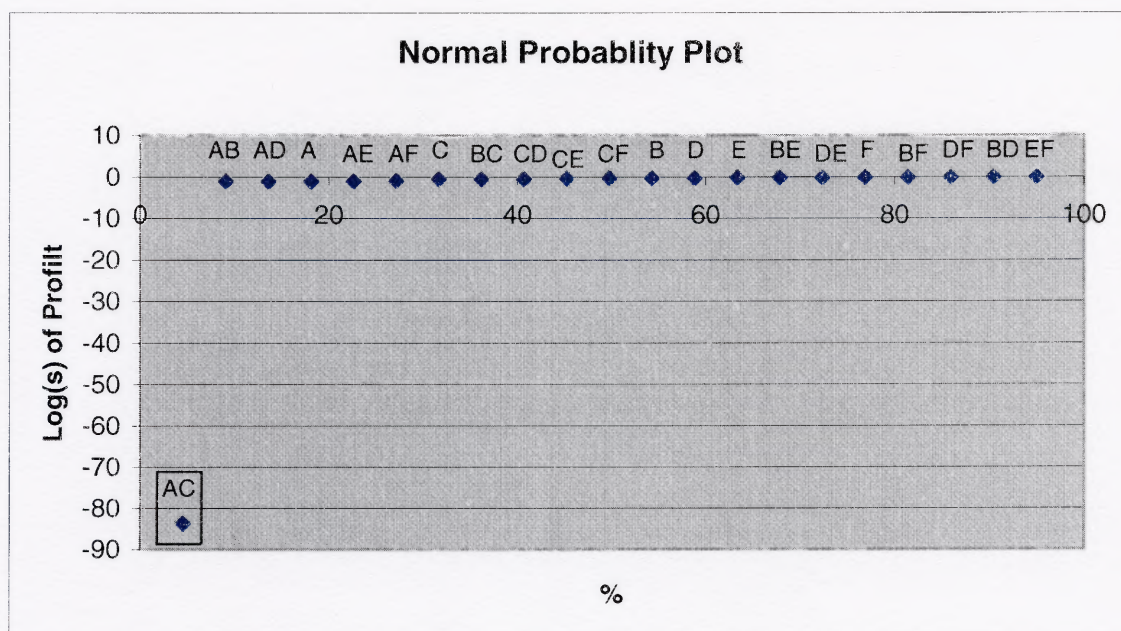 Normal Probablity Plot
Log(s) of Profilt
10
0
-10
-20
-30
-40
-50
-60
-70
-80
-90
AB AD A AE AF C BC CD CE CF B D E BE DE F BF DF BD EF
0 20 40 60 80 100
AC
%